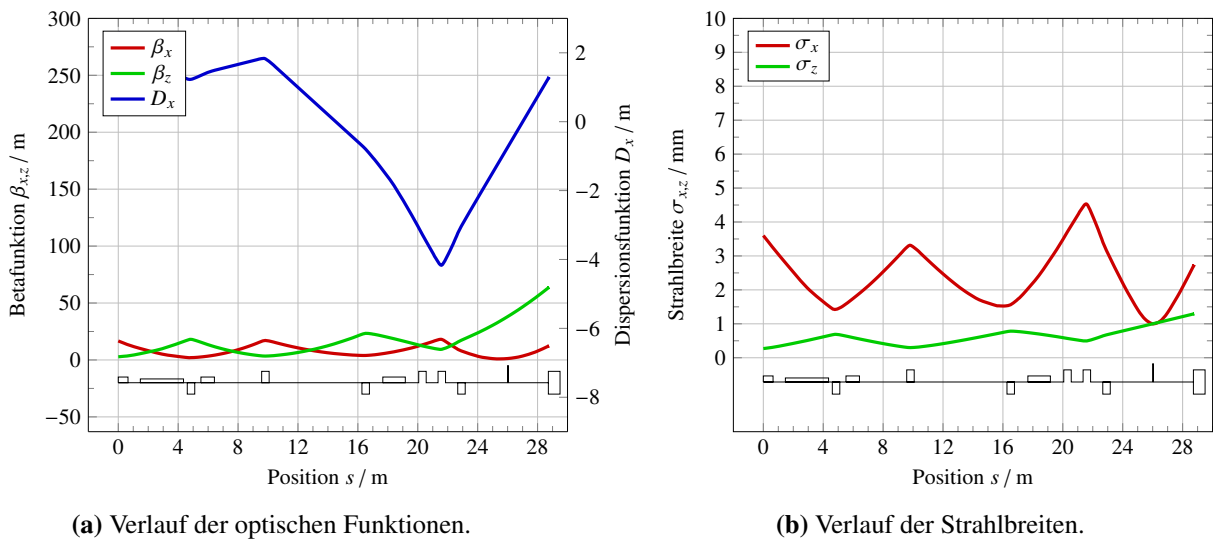 300
250
200
150
100
50
0
−50
Betafunktion βx,z / m
βx
βz
Dx
2
0
−2
−4
−6
−8
Dispersionsfunktion Dx / m
0 4 8 12 16 20 24 28
Position s / m
(a) Verlauf der optischen Funktionen.
10
9
8
7
6
5
4
3
2
1
0
Strahlbreite σx,z / mm
σx
σz
0 4 8 12 16 20 24 28
Position s / m
(b) Verlauf der Strahlbreiten.